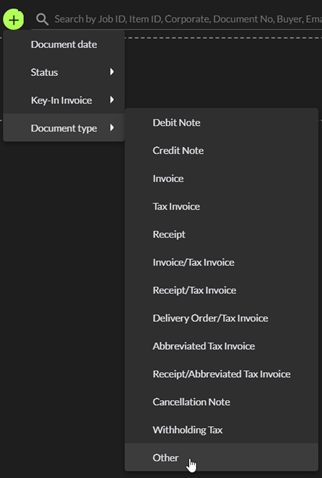 Search by Job ID, Item ID, Corporate, Document No, Buyer, Ema
Document date
Status
Key-In Invoice
Document type
Debit Note
Credit Note
Invoice
Tax Invoice
Receipt
Invoice/Tax Invoice
Receipt/Tax Invoice
Delivery Order/Tax Invoice
Abbreviated Tax Invoice
Receipt/Abbreviated Tax Invoice
Cancellation Note
Withholding Tax
Other